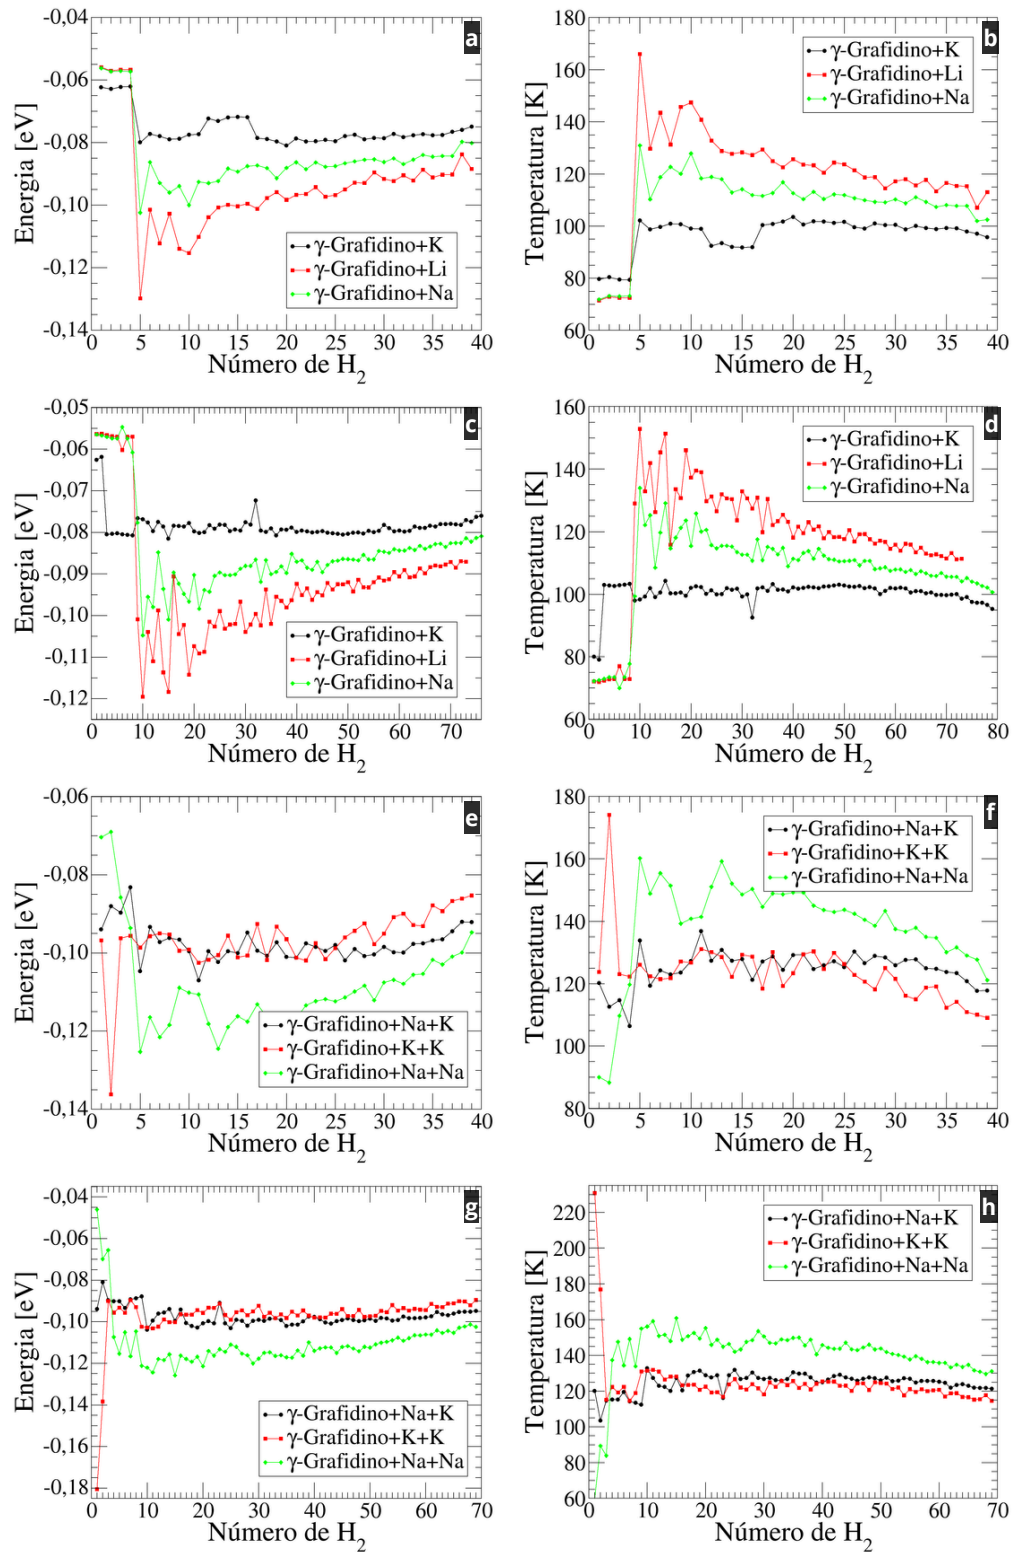 a
-0,04
-0,06
-0,08
-0,10
-0,12
-0,14
Energia [eV]
γ-Grafidino+K
γ-Grafidino+Li
γ-Grafidino+Na
0 5 10 15 20 25 30 35 40
Número de H2
b
180
160
140
120
100
80
60
Temperatura [K]
γ-Grafidino+K
γ-Grafidino+Li
γ-Grafidino+Na
0 5 10 15 20 25 30 35 40
Número de H2
c
-0,05
-0,06
-0,07
-0,08
-0,09
-0,10
-0,11
-0,12
Energia [eV]
γ-Grafidino+K
γ-Grafidino+Li
γ-Grafidino+Na
0 10 20 30 40 50 60 70
Número de H2
d
160
140
120
100
80
60
Temperatura [K]
γ-Grafidino+K
γ-Grafidino+Li
γ-Grafidino+Na
0 10 20 30 40 50 60 70 80
Número de H2
e
-0,06
-0,08
-0,10
-0,12
-0,14
Energia [eV]
γ-Grafidino+Na+K
γ-Grafidino+K+K
γ-Grafidino+Na+Na
0 5 10 15 20 25 30 35 40
Número de H2
f
180
160
140
120
100
80
Temperatura [K]
γ-Grafidino+Na+K
γ-Grafidino+K+K
γ-Grafidino+Na+Na
0 5 10 15 20 25 30 35 40
Número de H2
g
-0,04
-0,06
-0,08
-0,10
-0,12
-0,14
-0,16
-0,18
Energia [eV]
γ-Grafidino+Na+K
γ-Grafidino+K+K
γ-Grafidino+Na+Na
0 10 20 30 40 50 60 70
Número de H2
h
220
200
180
160
140
120
100
80
60
Temperatura [K]
γ-Grafidino+Na+K
γ-Grafidino+K+K
γ-Grafidino+Na+Na
0 10 20 30 40 50 60 70
Número de H2